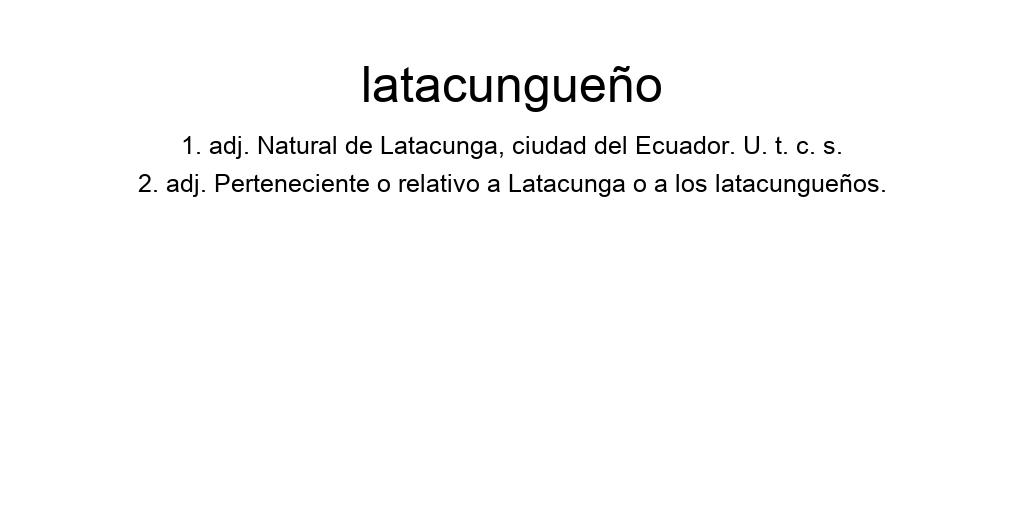 latacungueño
1. adj. Natural de Latacunga, ciudad del Ecuador. U. t. c. s.
2. adj. Perteneciente o relativo a Latacunga o a los latacungueños.